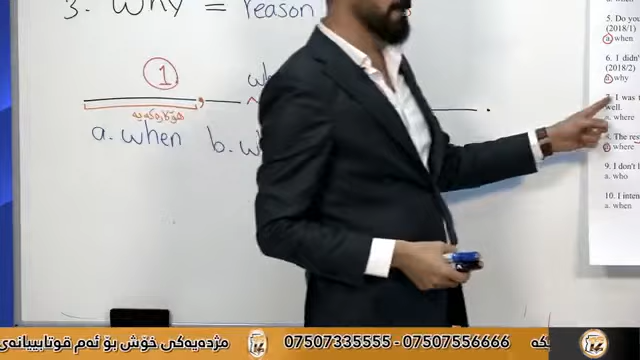 3. Why = reason
1
هۆکارەکەیە
a. when b.
5. Do you
(2018/1)
a. when
6. I didn'
(2018/2)
a. why
7. I was
well.
a. where
8. The res
a. where
9. I don't
a. who
10. I inten
a. when
مژدەیەکی خۆش بۆ ئەم قوتابییانەی
07507335555 - 07507556666